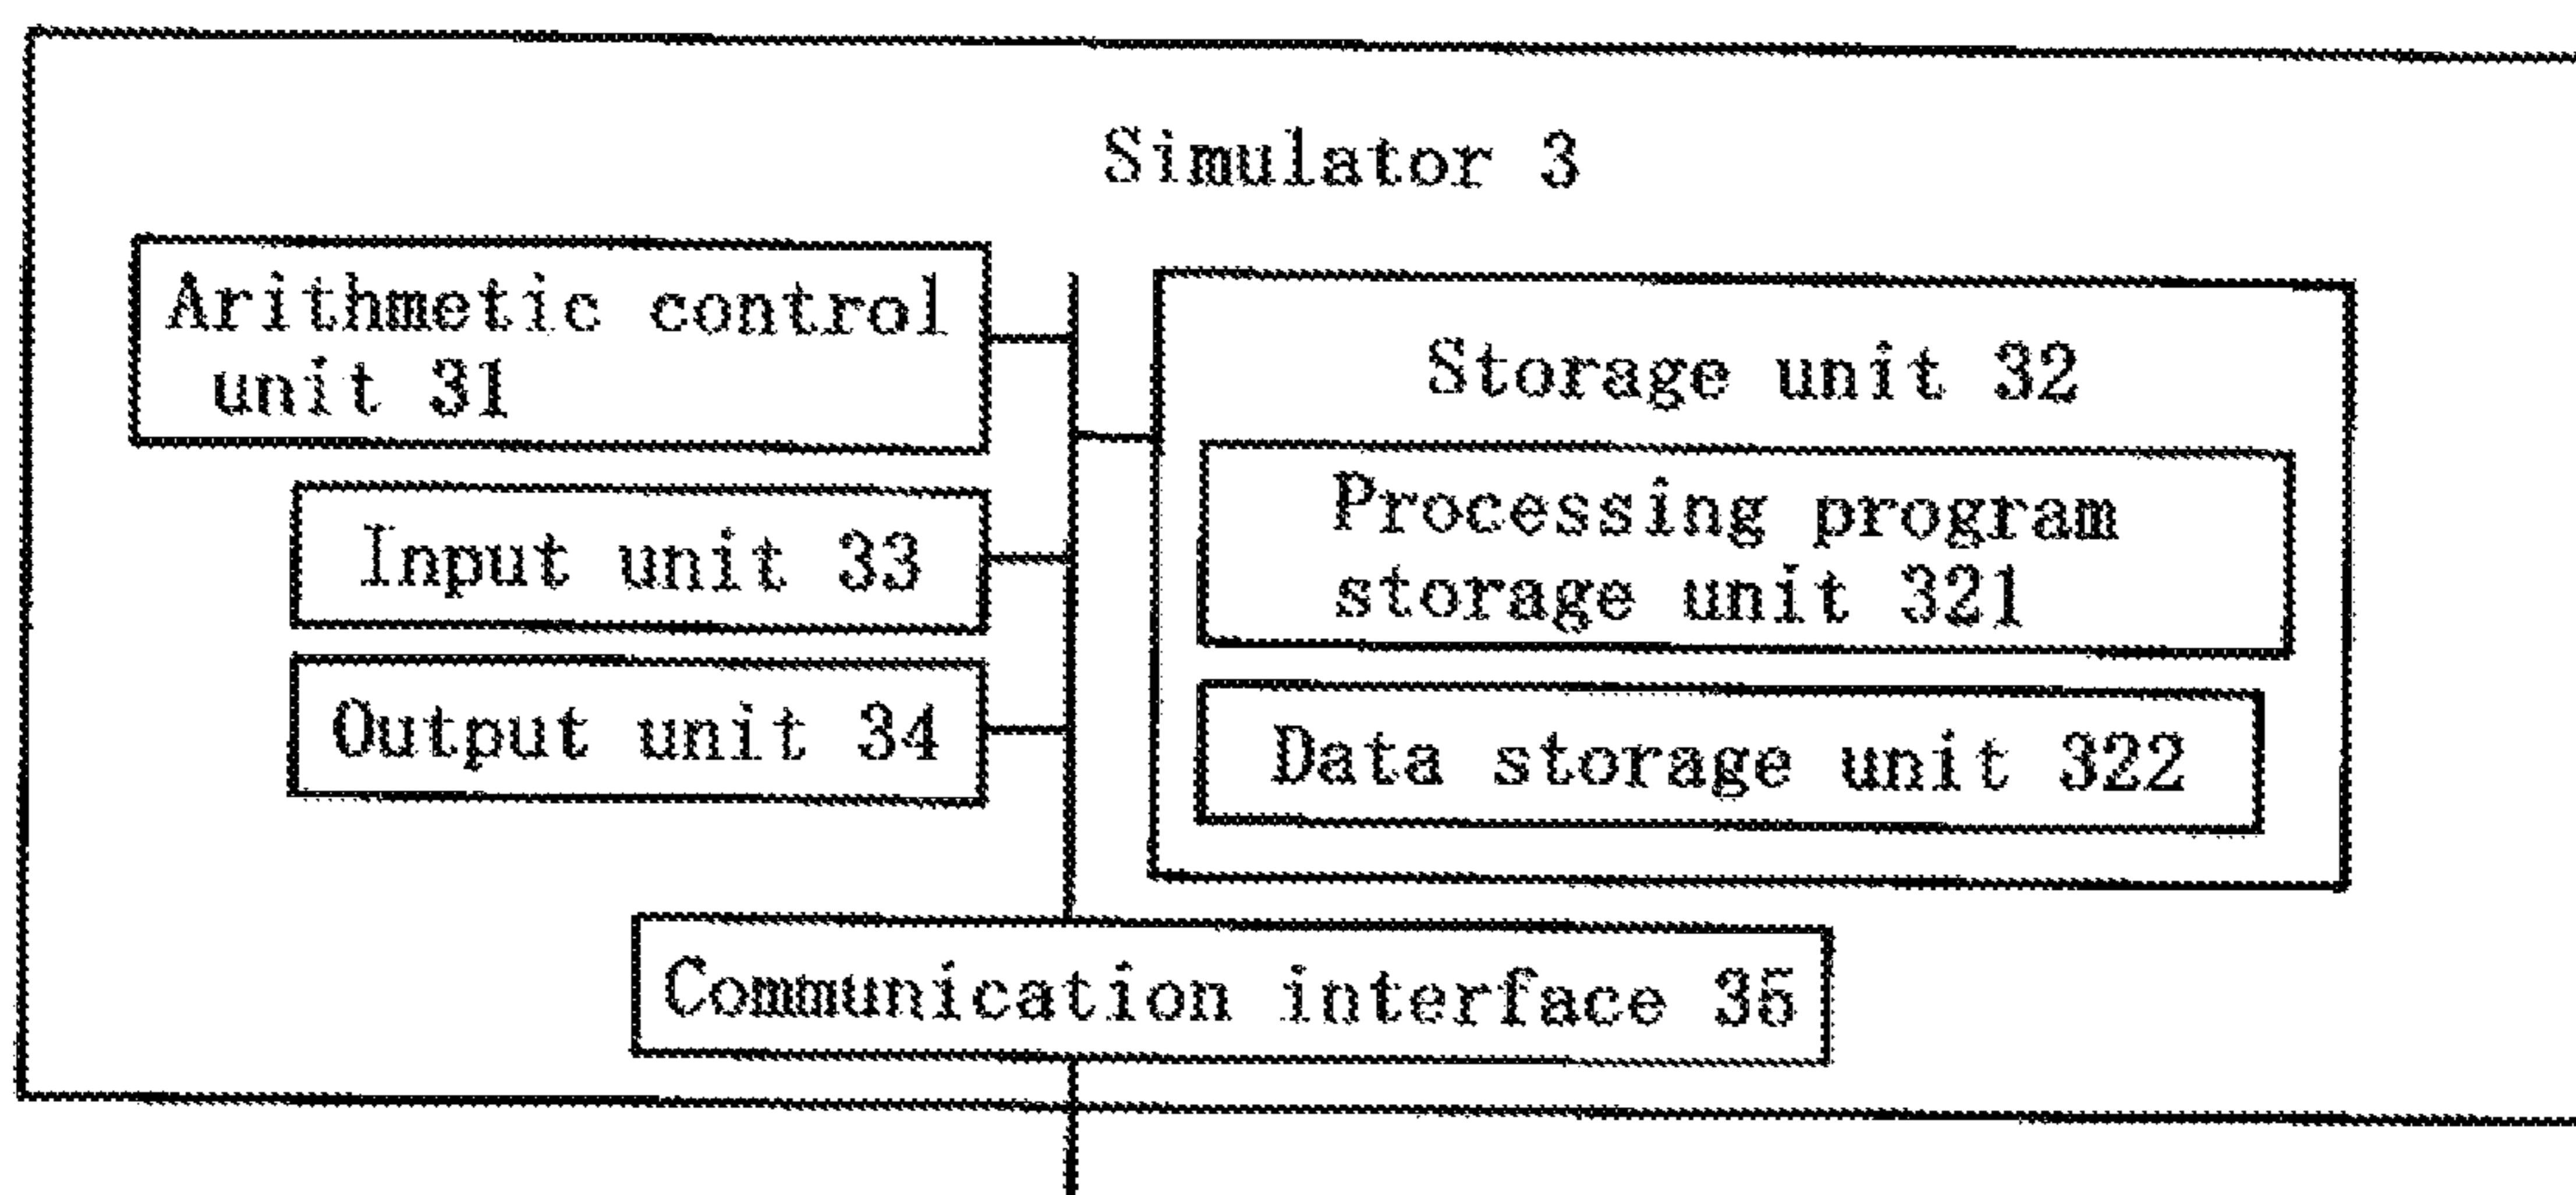 Simulator 3
Arithmetic control
unit 31
Storage unit 32
Processing program
storage unit 321
Input unit 33
Output unit 34
Data storage unit 322
Communication interface 35